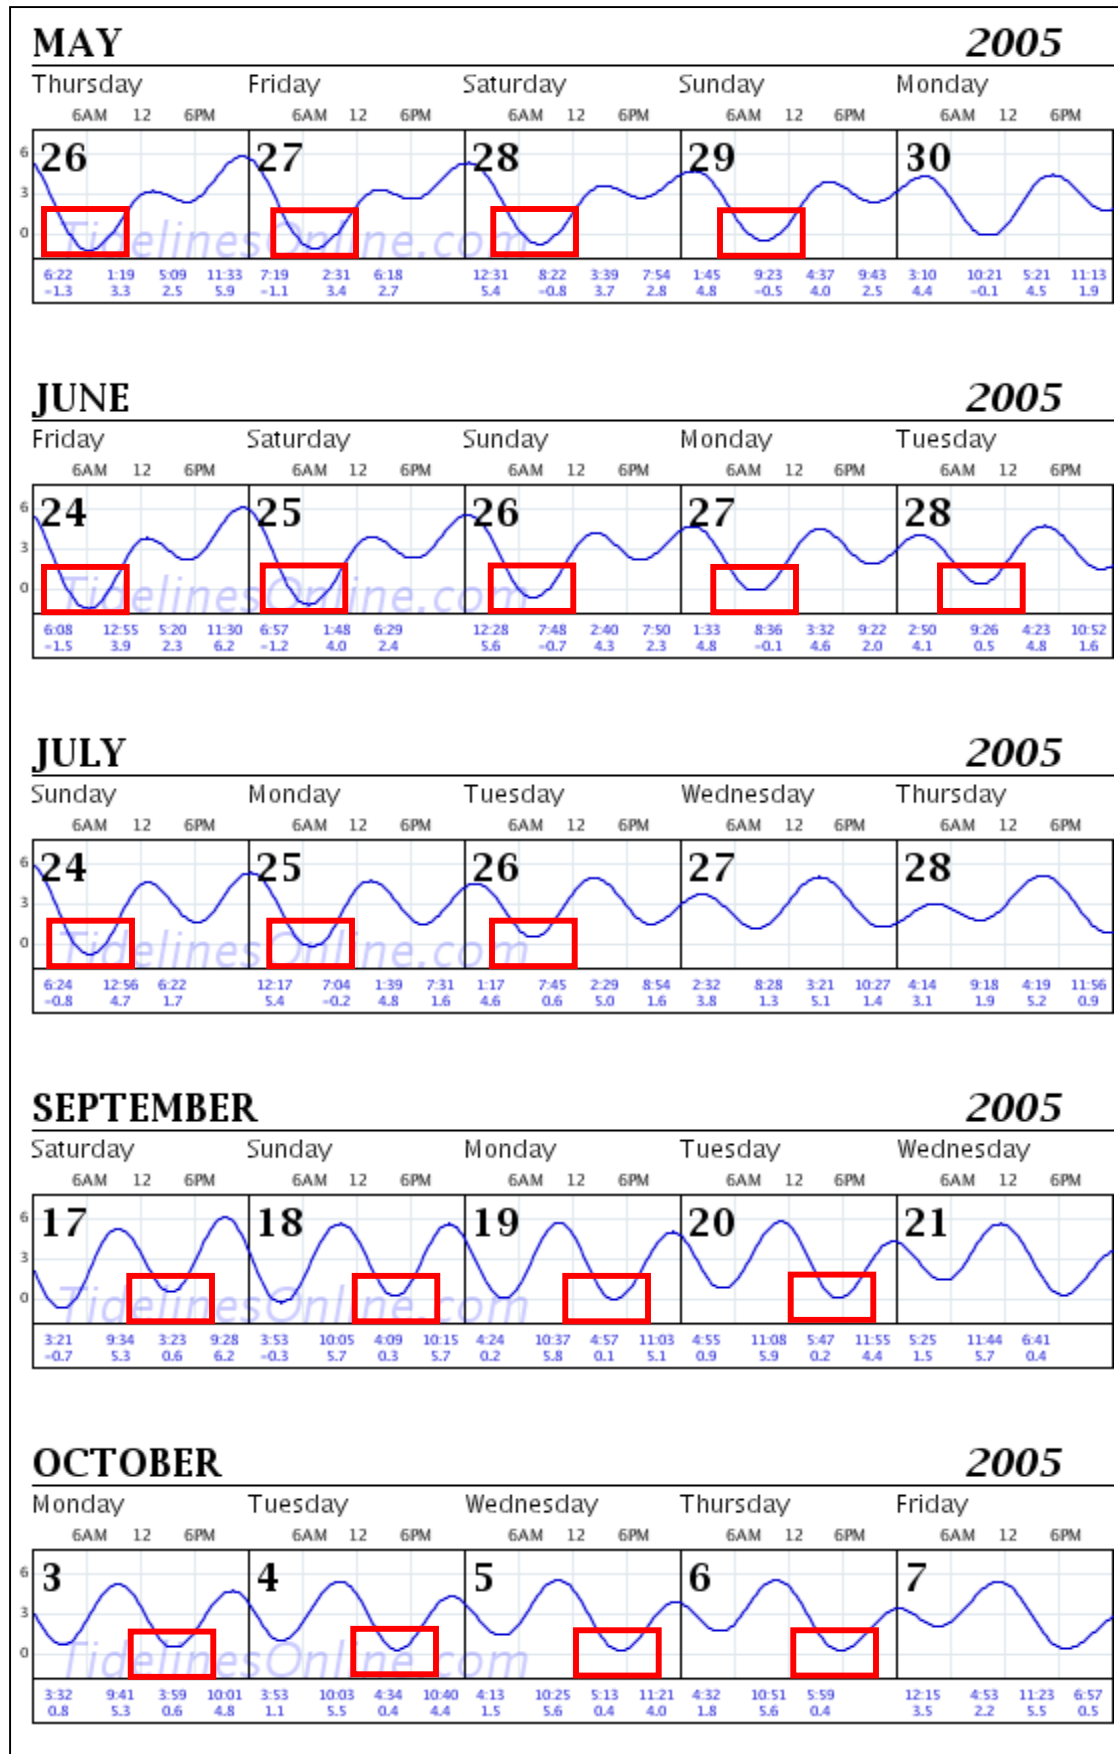 MAY 2005
Thursday Friday Saturday Sunday Monday
6AM 12 6PM 6AM 12 6PM 6AM 12 6PM 6AM 12 6PM 6AM 12 6PM
6 26 27 28 29 30
3
0 TidelinesOnline.com
6:22 1:19 5:09 11:33 7:19 2:31 6:18 12:31 8:22 3:39 7:54 1:45 9:23 4:37 9:43 3:10 10:21 5:21 11:13
-1.3 3.3 2.5 5.9 -1.1 3.4 2.7 5.4 -0.8 3.7 2.8 4.8 -0.5 4.0 2.5 4.4 -0.1 4.5 1.9
JUNE 2005
Friday Saturday Sunday Monday Tuesday
6AM 12 6PM 6AM 12 6PM 6AM 12 6PM 6AM 12 6PM 6AM 12 6PM
6 24 25 26 27 28
3
0 TidelinesOnline.com
6:08 12:55 5:20 11:30 6:57 1:48 6:29 12:28 7:48 2:40 7:50 1:33 8:36 3:32 9:22 2:50 9:26 4:23 10:52
-1.5 3.9 2.3 6.2 -1.2 4.0 2.4 5.6 -0.7 4.3 2.3 4.8 -0.1 4.6 2.0 4.1 0.5 4.8 1.6
JULY 2005
Sunday Monday Tuesday Wednesday Thursday
6AM 12 6PM 6AM 12 6PM 6AM 12 6PM 6AM 12 6PM 6AM 12 6PM
6 24 25 26 27 28
3
0 TidelinesOnline.com
6:24 12:56 6:22 12:17 7:04 1:39 7:31 1:17 7:45 2:29 8:54 2:32 8:28 3:21 10:27 4:14 9:18 4:19 11:56
-0.8 4.7 1.7 5.4 -0.2 4.8 1.6 4.6 0.6 5.0 1.6 3.8 1.3 5.1 1.4 3.1 1.9 5.2 0.9
SEPTEMBER 2005
Saturday Sunday Monday Tuesday Wednesday
6AM 12 6PM 6AM 12 6PM 6AM 12 6PM 6AM 12 6PM 6AM 12 6PM
6 17 18 19 20 21
3
0 TidelinesOnline.com
3:21 9:34 3:23 9:28 3:53 10:05 4:09 10:15 4:24 10:37 4:57 11:03 4:55 11:08 5:47 11:55 5:25 11:44 6:41
-0.7 5.3 0.6 6.2 -0.3 5.7 0.3 5.7 0.2 5.8 0.1 5.1 0.9 5.9 0.2 4.4 1.5 5.7 0.4
OCTOBER 2005
Monday Tuesday Wednesday Thursday Friday
6AM 12 6PM 6AM 12 6PM 6AM 12 6PM 6AM 12 6PM 6AM 12 6PM
6 3 4 5 6 7
3
0 TidelinesOnline.com
3:32 9:41 3:59 10:01 3:53 10:03 4:34 10:40 4:13 10:25 5:13 11:21 4:32 10:51 5:59 12:15 4:53 11:23 6:57
0.8 5.3 0.6 4.8 1.1 5.5 0.4 4.4 1.5 5.6 0.4 4.0 1.8 5.6 0.4 3.5 2.2 5.5 0.5